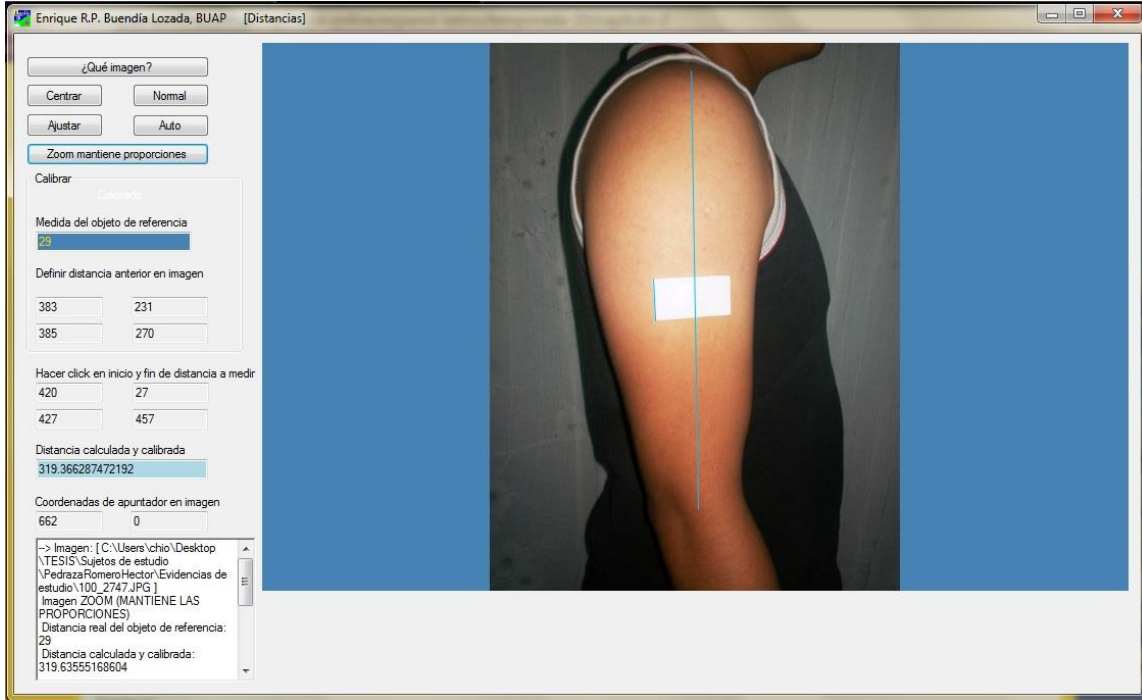 Enrique R.P. Buendía Lozada, BUAP [Distancias]
¿Qué imagen?
Centrar Normal
Ajustar Auto
Zoom mantiene proporciones
Calibrar
Calibrado
Medida del objeto de referencia
29
Definir distancia anterior en imagen
383 231
385 270
Hacer click en inicio y fin de distancia a medir
420 27
427 457
Distancia calculada y calibrada
319.366287472192
Coordenadas de apuntador en imagen
662 0
--> Imagen: [ C:\Users\chio\Desktop
\TESIS\Sujetos de estudio
\PedrazaRomeroHector\Evidencias de
estudio\100_2747.JPG ]
Imagen ZOOM (MANTIENE LAS
PROPORCIONES)
Distancia real del objeto de referencia:
29
Distancia calculada y calibrada:
319.63555168604